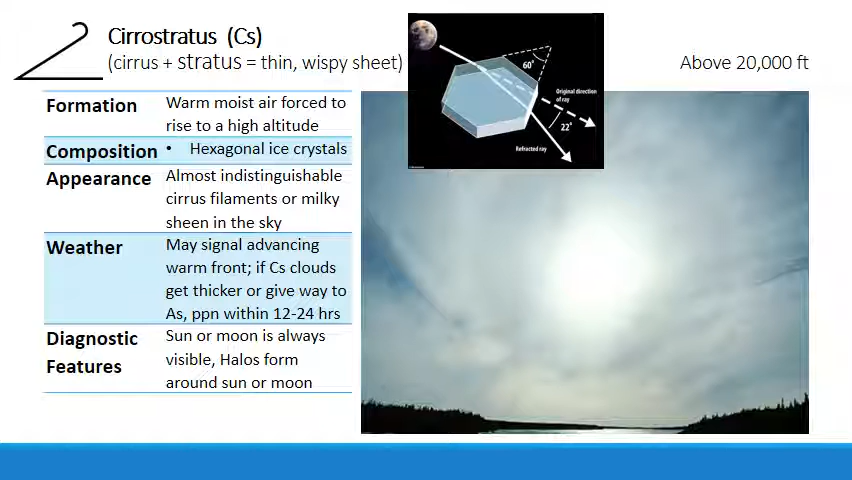 Cirrostratus (Cs)
(cirrus + stratus = thin, wispy sheet)
Above 20,000 ft
60°
Original direction
of ray
22°
Refracted ray
Formation
Warm moist air forced to
rise to a high altitude
Composition
• Hexagonal ice crystals
Appearance
Almost indistinguishable
cirrus filaments or milky
sheen in the sky
Weather
May signal advancing
warm front; if Cs clouds
get thicker or give way to
As, ppn within 12-24 hrs
Diagnostic
Features
Sun or moon is always
visible, Halos form
around sun or moon